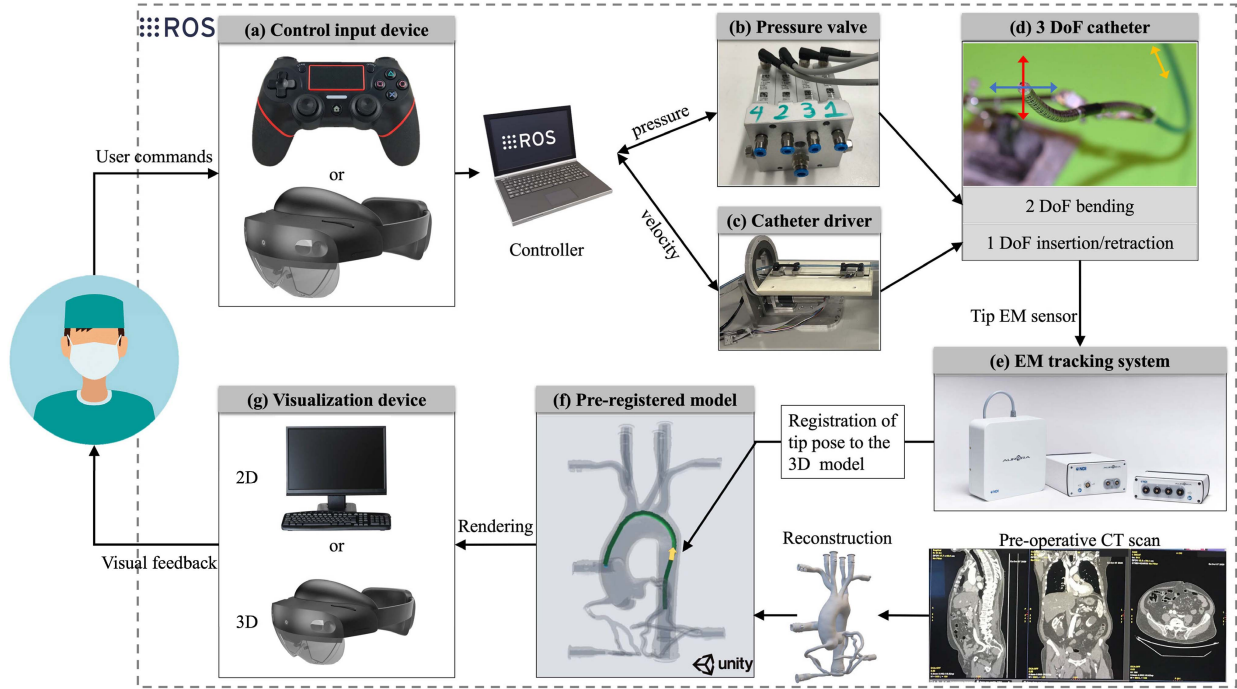 ROS
(a) Control input device
or
User commands
ROS
Controller
pressure
velocity
(b) Pressure valve
4 2 3 1
(c) Catheter driver
(d) 3 DoF catheter
2 DoF bending
1 DoF insertion/retraction
Tip EM sensor
(e) EM tracking system
AURORA
Registration of
tip pose to the
3D model
(f) Pre-registered model
unity
Reconstruction
Pre-operative CT scan
Rendering
(g) Visualization device
2D
or
3D
Visual feedback